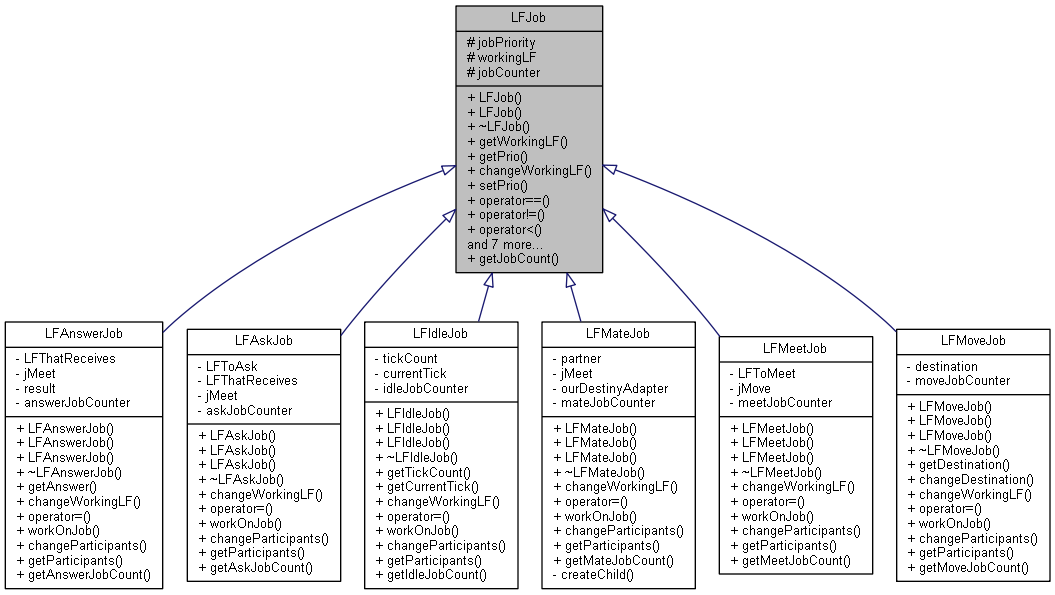 LFJob
# jobPriority
# workingLF
# jobCounter
+ LFJob()
+ LFJob()
+ ~LFJob()
+ getWorkingLF()
+ getPrio()
+ changeWorkingLF()
+ setPrio()
+ operator==()
+ operator!=()
+ operator<()
and 7 more...
+ getJobCount()
LFAnswerJob
- LFThatReceives
- jMeet
- result
- answerJobCounter
+ LFAnswerJob()
+ LFAnswerJob()
+ LFAnswerJob()
+ ~LFAnswerJob()
+ getAnswer()
+ changeWorkingLF()
+ operator=()
+ workOnJob()
+ changeParticipants()
+ getParticipants()
+ getAnswerJobCount()
LFAskJob
- LFToAsk
- LFThatReceives
- jMeet
- askJobCounter
+ LFAskJob()
+ LFAskJob()
+ LFAskJob()
+ ~LFAskJob()
+ changeWorkingLF()
+ operator=()
+ workOnJob()
+ changeParticipants()
+ getParticipants()
+ getAskJobCount()
LFIdleJob
- tickCount
- currentTick
- idleJobCounter
+ LFIdleJob()
+ LFIdleJob()
+ LFIdleJob()
+ ~LFIdleJob()
+ getTickCount()
+ getCurrentTick()
+ changeWorkingLF()
+ operator=()
+ workOnJob()
+ changeParticipants()
+ getParticipants()
+ getIdleJobCount()
LFMateJob
- partner
- jMeet
- ourDestinyAdapter
- mateJobCounter
+ LFMateJob()
+ LFMateJob()
+ LFMateJob()
+ ~LFMateJob()
+ changeWorkingLF()
+ operator=()
+ workOnJob()
+ changeParticipants()
+ getParticipants()
+ getMateJobCount()
- createChild()
LFMeetJob
- LFToMeet
- jMove
- meetJobCounter
+ LFMeetJob()
+ LFMeetJob()
+ LFMeetJob()
+ ~LFMeetJob()
+ changeWorkingLF()
+ operator=()
+ workOnJob()
+ changeParticipants()
+ getParticipants()
+ getMeetJobCount()
LFMoveJob
- destination
- moveJobCounter
+ LFMoveJob()
+ LFMoveJob()
+ LFMoveJob()
+ ~LFMoveJob()
+ getDestination()
+ changeDestination()
+ changeWorkingLF()
+ operator=()
+ workOnJob()
+ changeParticipants()
+ getParticipants()
+ getMoveJobCount()